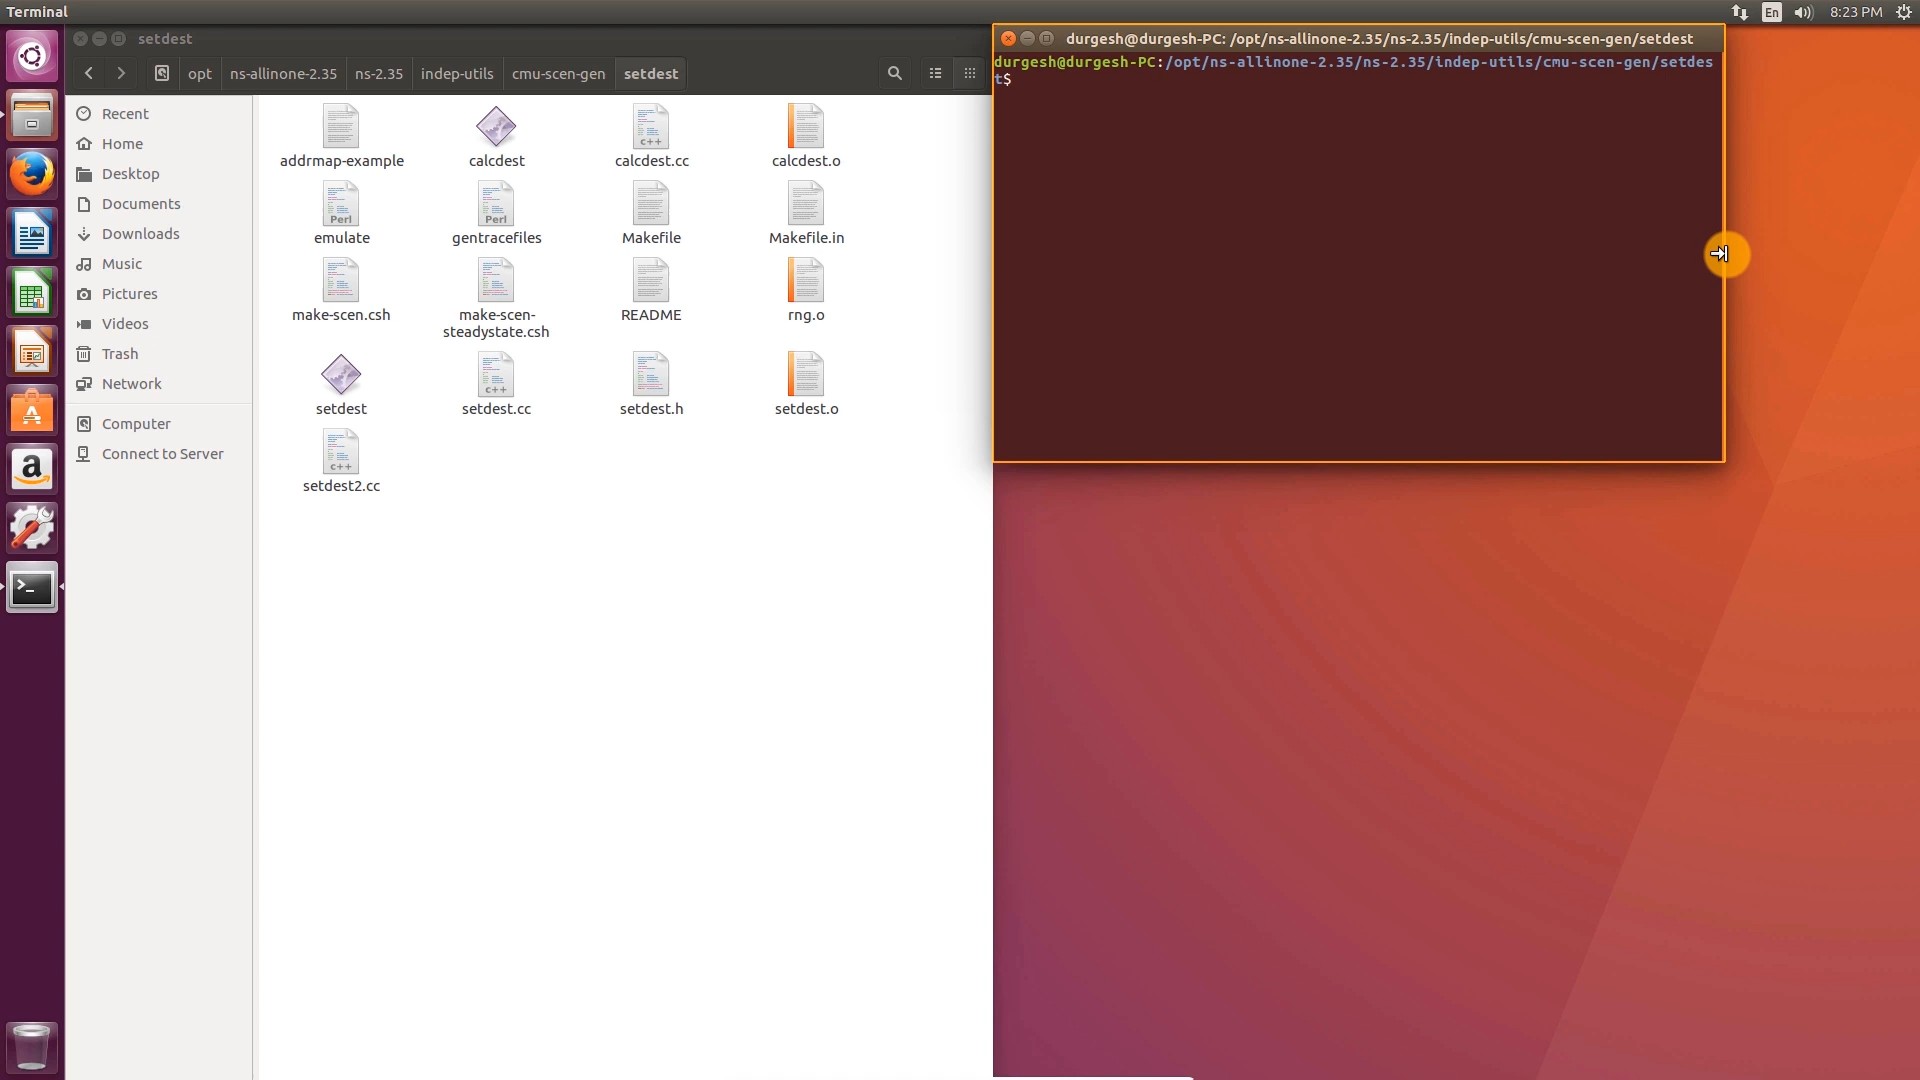 Terminal
En
8:23 PM
setdest
opt ns-allinone-2.35 ns-2.35 indep-utils cmu-scen-gen setdest
Recent
Home
Desktop
Documents
Downloads
Music
Pictures
Videos
Trash
Network
Computer
Connect to Server
addrmap-example
calcdest
calcdest.cc
calcdest.o
emulate
gentracefiles
Makefile
Makefile.in
make-scen.csh
make-scen-
steadystate.csh
README
rng.o
setdest
setdest.cc
setdest.h
setdest.o
setdest2.cc
c++
Perl
Perl
c++
c++
durgesh@durgesh-PC: /opt/ns-allinone-2.35/ns-2.35/indep-utils/cmu-scen-gen/setdest
durgesh@durgesh-PC:/opt/ns-allinone-2.35/ns-2.35/indep-utils/cmu-scen-gen/setdes
t$